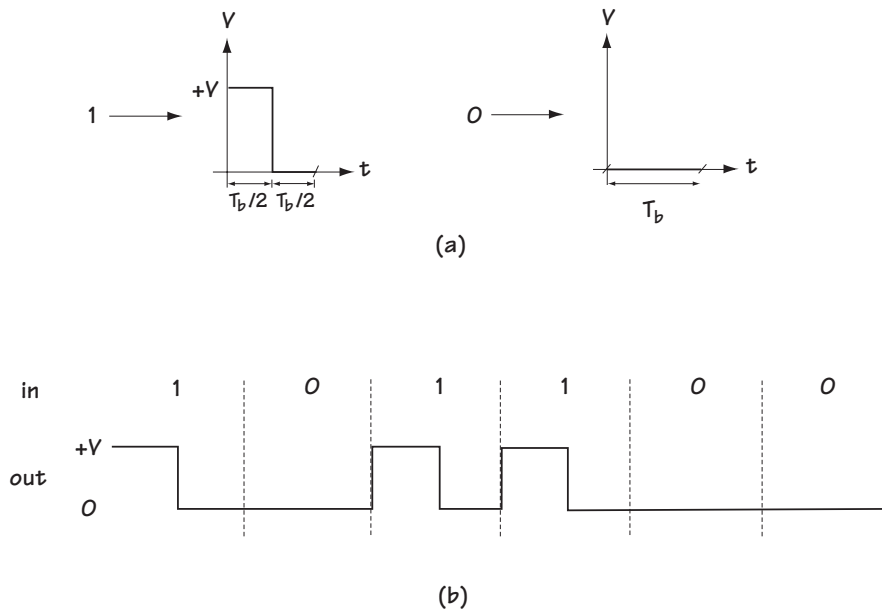 V V
+V
1 0
t t
T_b/2 T_b/2
T_b
(a)
in 1 0 1 1 0 0
+V
out
0
(b)